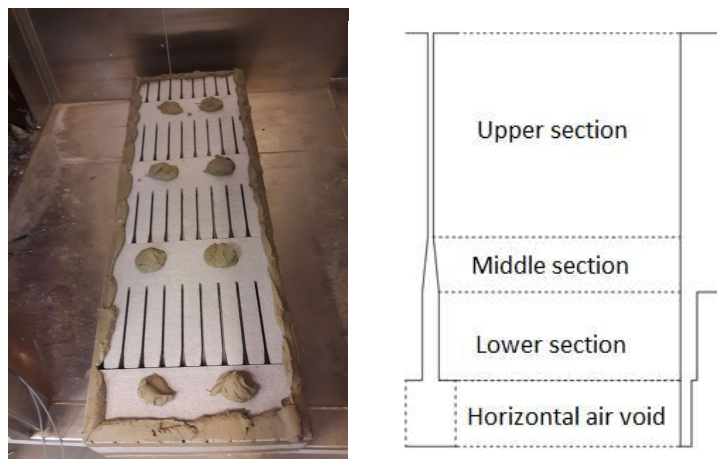 Upper section
Middle section
Lower section
Horizontal air void